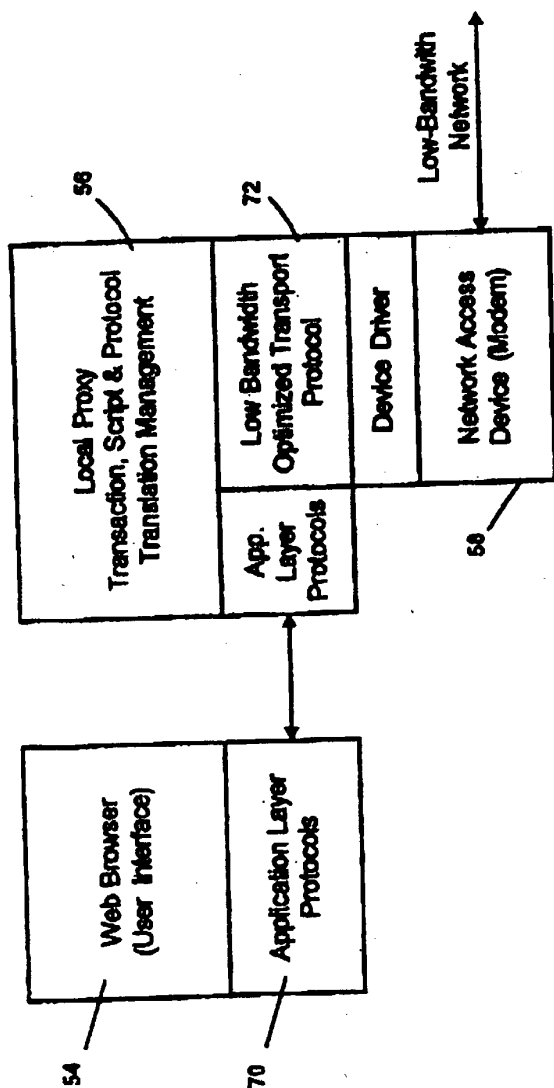 54
Web Browser
(User Interface)
70
Application Layer
Protocols
56
Local Proxy
Transaction, Script & Protocol
Translation Management
72
App.
Layer
Protocols
Low Bandwidth
Optimized Transport
Protocol
Device Driver
58
Network Access
Device (Modem)
Low-Bandwith
Network